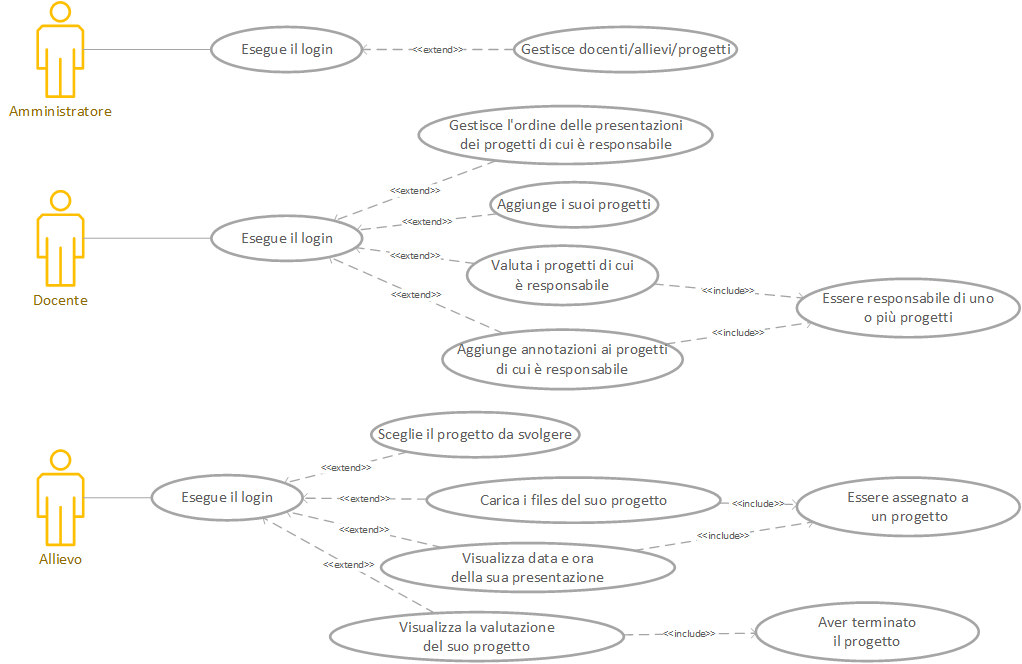 Esegue il login
<<extend>>
Gestisce docenti/allievi/progetti
Amministratore
Gestisce l'ordine delle presentazioni
dei progetti di cui è responsabile
<<extend>>
Aggiunge i suoi progetti
<<extend>>
Esegue il login
<<extend>>
Valuta i progetti di cui
è responsabile
<<include>>
Essere responsabile di uno
o più progetti
<<extend>>
Docente
<<include>>
Aggiunge annotazioni ai progetti
di cui è responsabile
Sceglie il progetto da svolgere
<<extend>>
Esegue il login
<<extend>>
Carica i files del suo progetto
<<include>>
Essere assegnato a
un progetto
<<extend>>
<<include>>
Allievo
Visualizza data e ora
della sua presentazione
<<extend>>
Visualizza la valutazione
del suo progetto
<<include>>
Aver terminato
il progetto